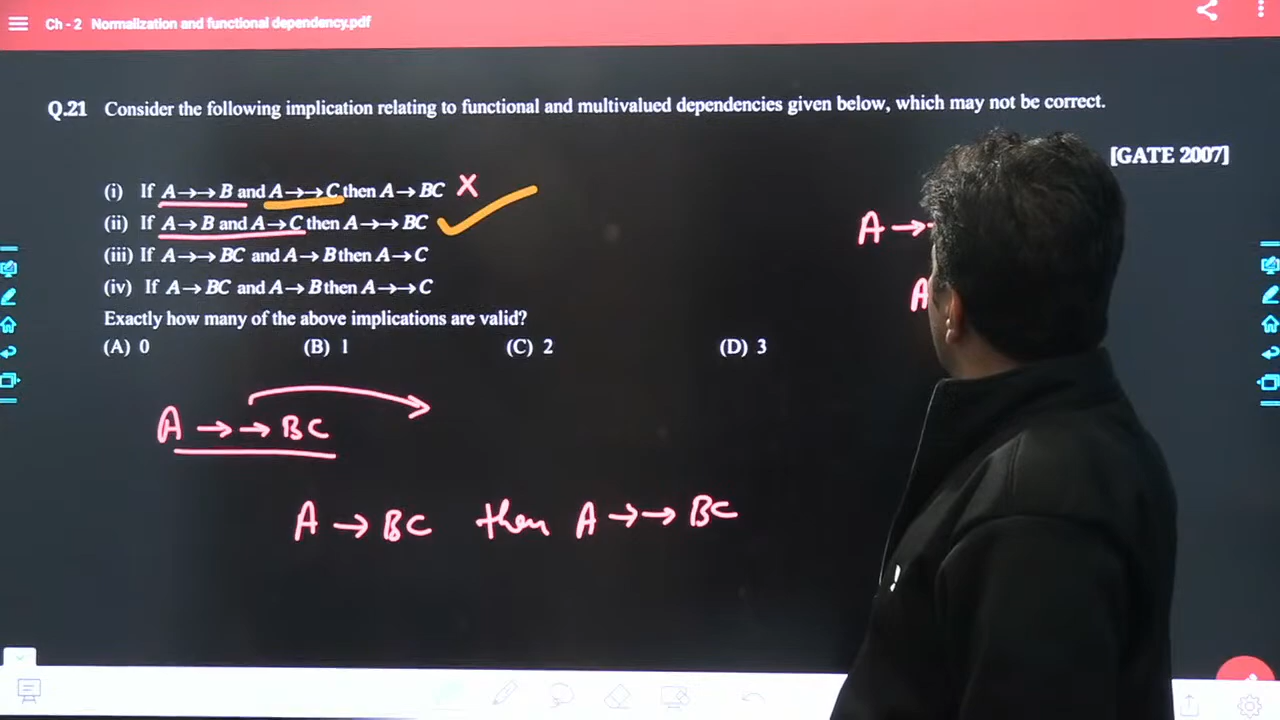 Ch - 2 Normalization and functional dependency.pdf
Q.21 Consider the following implication relating to functional and multivalued dependencies given below, which may not be correct.
[GATE 2007]
(i) If A→→B and A→→C then A→BC X
(ii) If A→B and A→C then A→→BC ✓
(iii) If A→→BC and A→B then A→C
(iv) If A→BC and A→B then A→→C
Exactly how many of the above implications are valid?
(A) 0 (B) 1 (C) 2 (D) 3
A →
A
A →→ BC
A → BC then A →→ BC